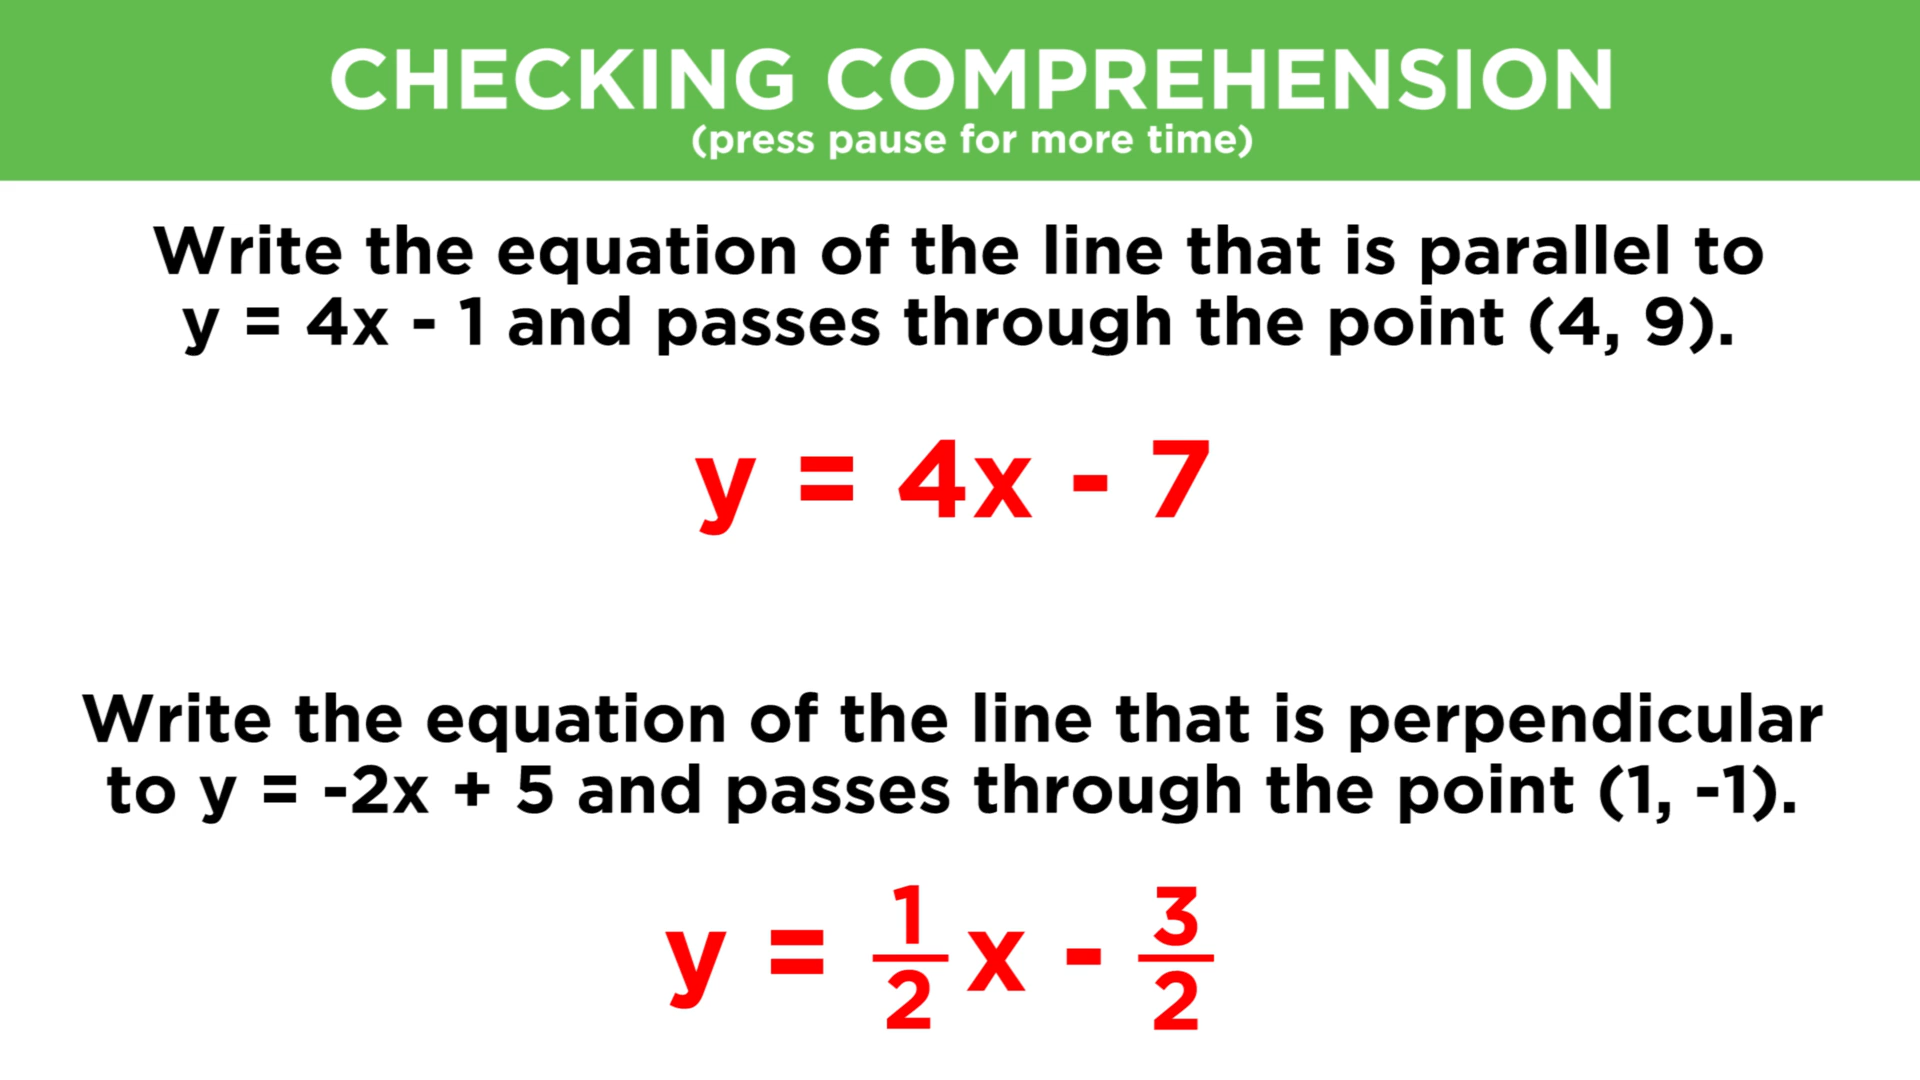 CHECKING COMPREHENSION
(press pause for more time)
Write the equation of the line that is parallel to
y = 4x - 1 and passes through the point (4, 9).
y = 4x - 7
Write the equation of the line that is perpendicular
to y = -2x + 5 and passes through the point (1, -1).
y = 1/2 x - 3/2